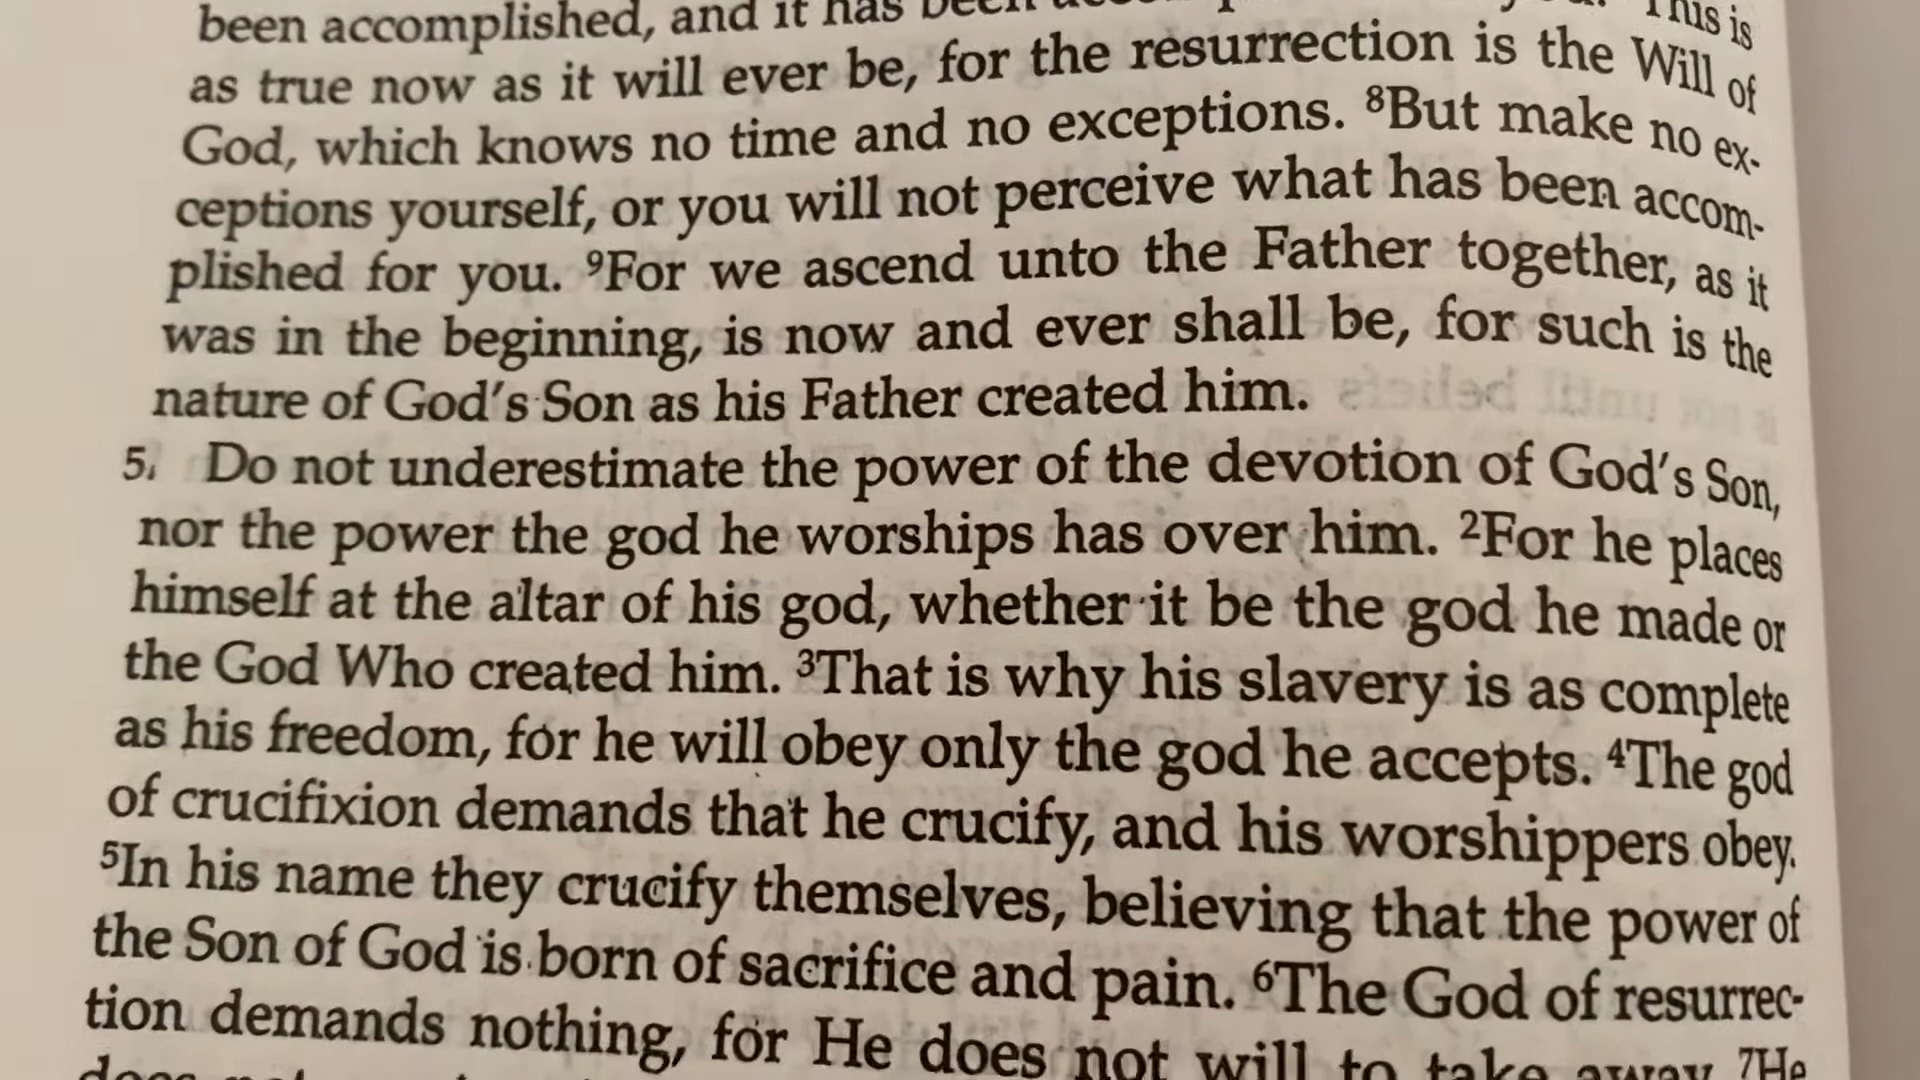 been accomplished, and it has been This is
as true now as it will ever be, for the resurrection is the Will of
God, which knows no time and no exceptions. ⁸But make no ex-
ceptions yourself, or you will not perceive what has been accom-
plished for you. ⁹For we ascend unto the Father together, as it
was in the beginning, is now and ever shall be, for such is the
nature of God's Son as his Father created him.
5. Do not underestimate the power of the devotion of God's Son,
nor the power the god he worships has over him. ²For he places
himself at the altar of his god, whether it be the god he made or
the God Who created him. ³That is why his slavery is as complete
as his freedom, for he will obey only the god he accepts. ⁴The god
of crucifixion demands that he crucify, and his worshippers obey.
⁵In his name they crucify themselves, believing that the power of
the Son of God is born of sacrifice and pain. ⁶The God of resurrec-
tion demands nothing, for He does not will to take away. ⁷He
does not